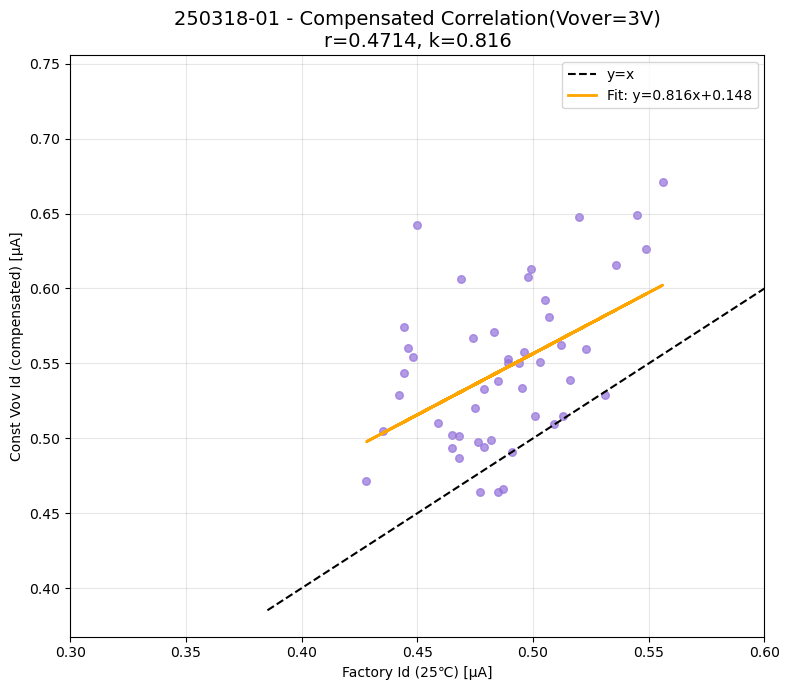 250318-01 - Compensated Correlation(Vover=3V)
r=0.4714, k=0.816
y=x
Fit: y=0.816x+0.148
0.75
0.70
0.65
0.60
0.55
0.50
0.45
0.40
Const Vov Id (compensated) [μA]
0.30 0.35 0.40 0.45 0.50 0.55 0.60
Factory Id (25℃) [μA]